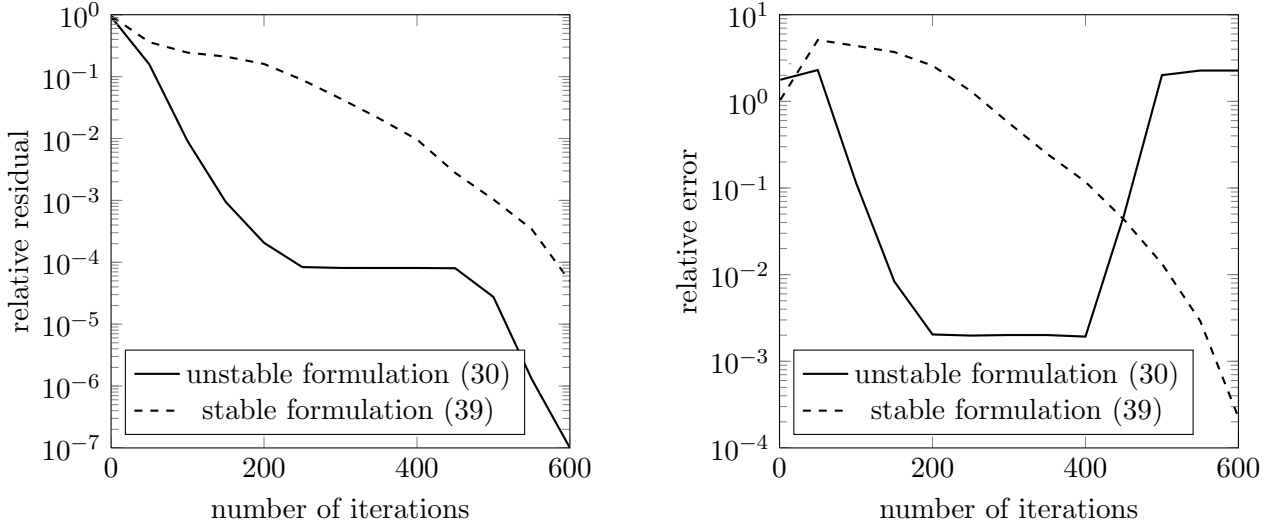 10^0
10^-1
10^-2
10^-3
10^-4
10^-5
10^-6
10^-7
relative residual
unstable formulation (30)
stable formulation (39)
0 200 400 600
number of iterations
10^1
10^0
10^-1
10^-2
10^-3
10^-4
relative error
unstable formulation (30)
stable formulation (39)
0 200 400 600
number of iterations